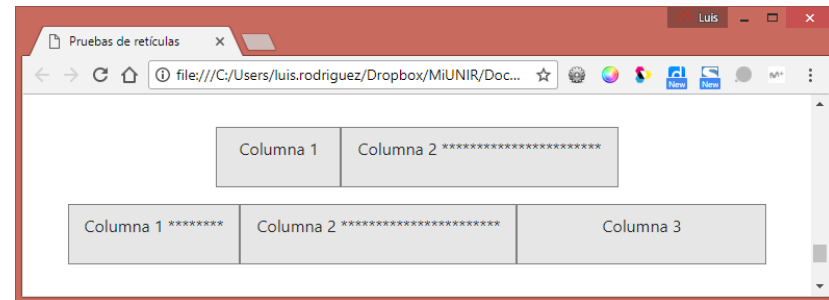 Luis
Pruebas de retículas
file:///C:/Users/luis.rodriguez/Dropbox/MiUNIR/Doc...
New New M+
Columna 1 Columna 2 ***********************
Columna 1 ******** Columna 2 *********************** Columna 3